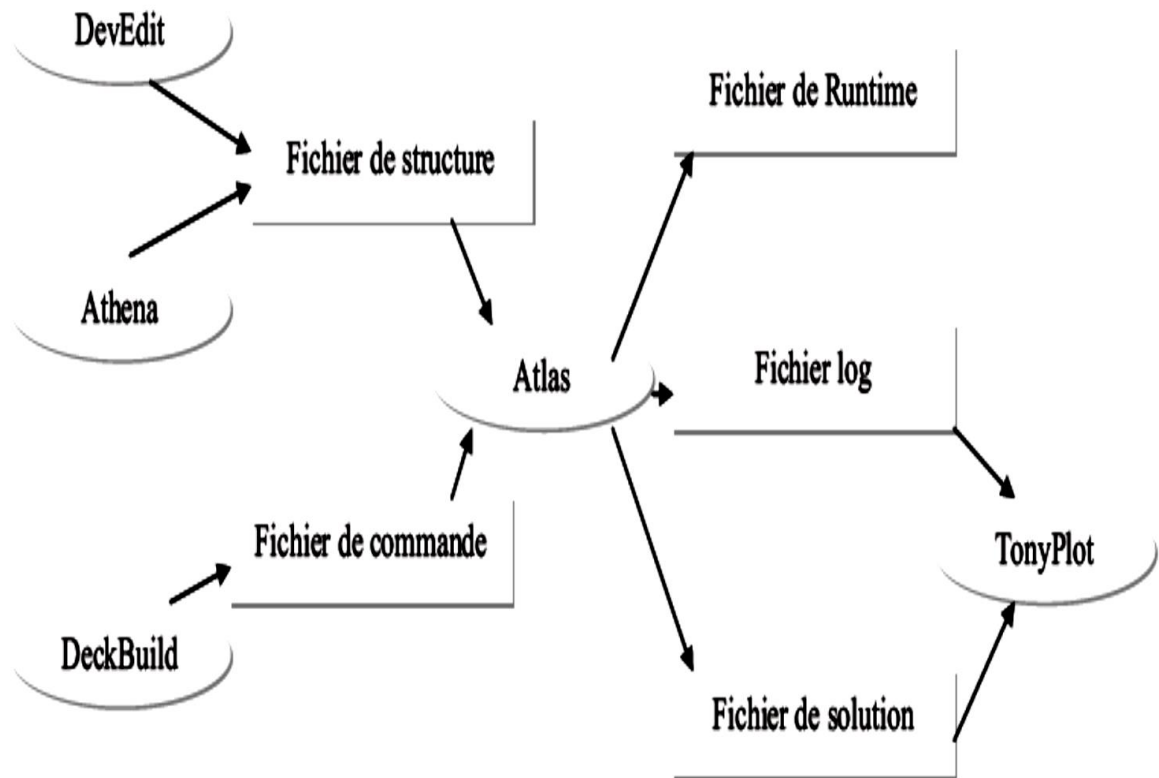 DevEdit
Fichier de Runtime
Fichier de structure
Athena
Atlas
Fichier log
Fichier de commande
TonyPlot
DeckBuild
Fichier de solution